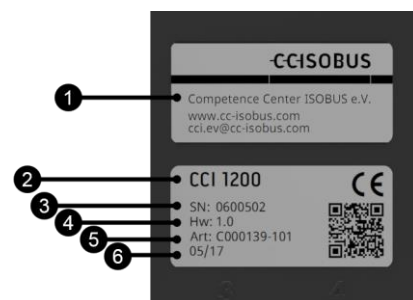 CCISOBUS
1 Competence Center ISOBUS e.V.
www.cc-isobus.com
cci.ev@cc-isobus.com
2 CCI 1200 CE
3 SN: 0600502
4 Hw: 1.0
5 Art: C000139-101
6 05/17